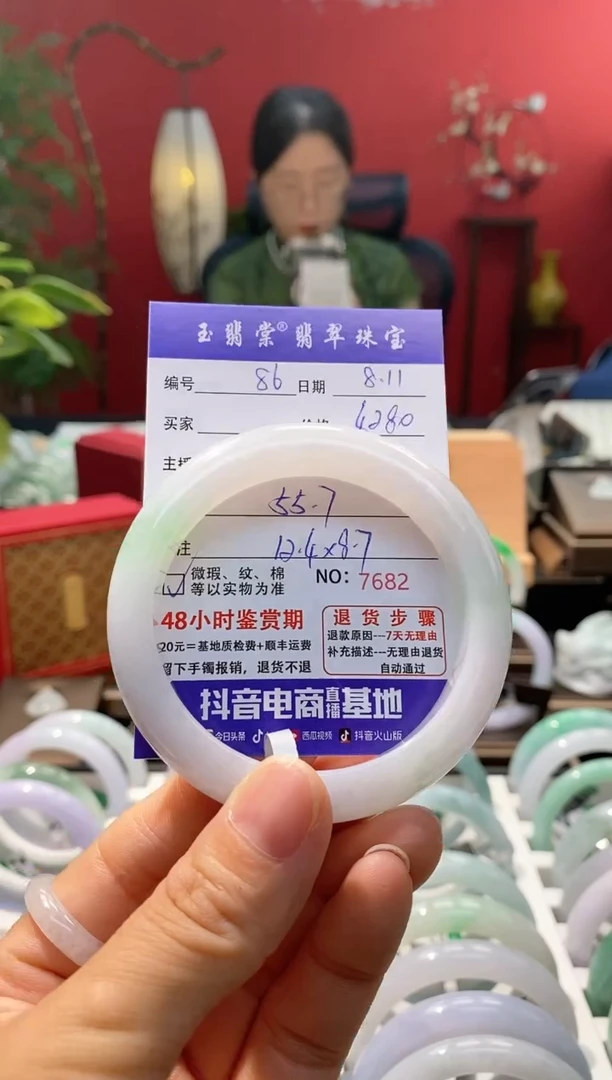 玉翡棠®翡翠珠宝
编号 86 日期 8.11
买家 4280
主播
55.7
注 12.4x8.7
微瑕、纹、棉
等以实物为准
NO：7682
48小时鉴赏期
20元＝基地质检费+顺丰运费
留下手镯报销，退货不退
退货步骤
退款原因---7天无理由
补充描述---无理由退货
自动通过
抖音电商直播基地
今日头条 西瓜视频 抖音火山版